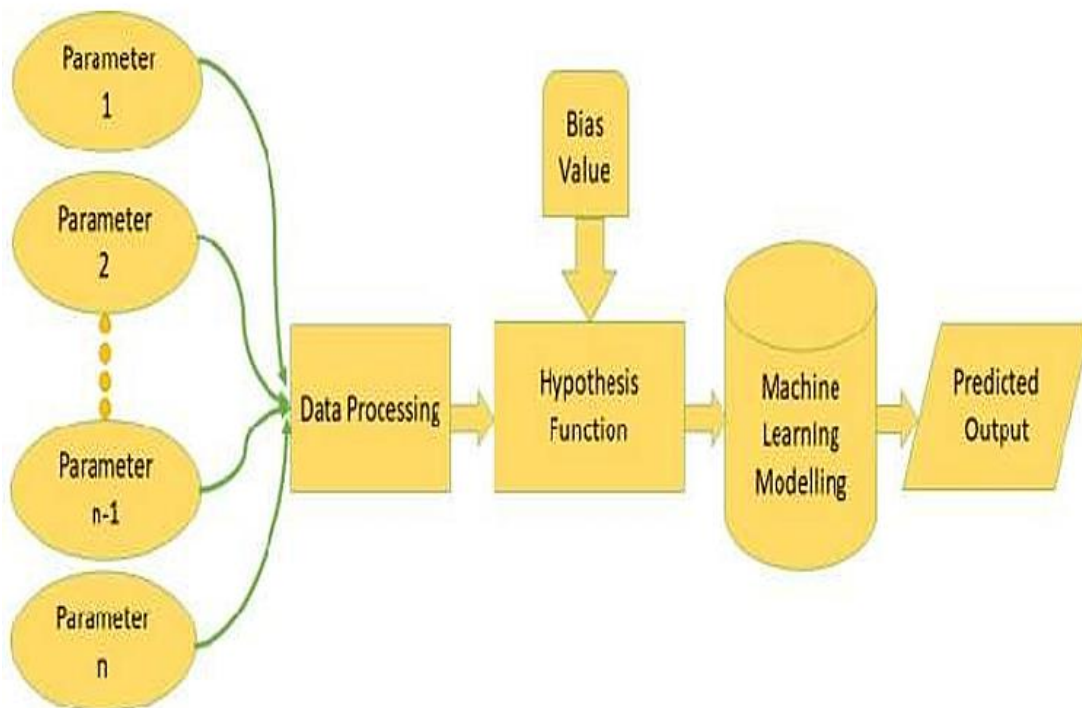 Parameter
1
Parameter
2
Parameter
n-1
Parameter
n
Data Processing
Bias
Value
Hypothesis
Function
Machine
Learning
Modelling
Predicted
Output